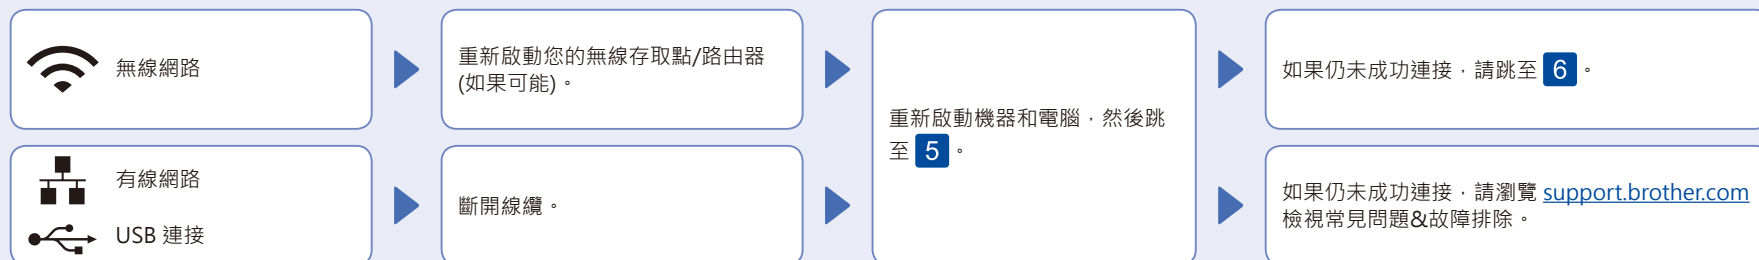 無線網路
重新啟動您的無線存取點/路由器
(如果可能)。
重新啟動機器和電腦，然後跳
至 5 。
如果仍未成功連接，請跳至 6 。
有線網路
USB 連接
斷開線纜。
如果仍未成功連接，請瀏覽 support.brother.com
檢視常見問題&故障排除。